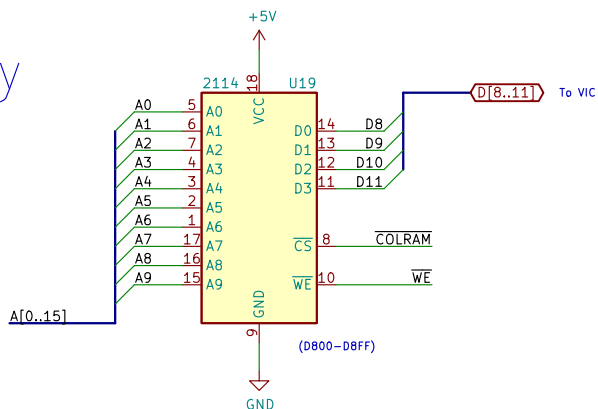 +5V
y
2114 U19
18
VCC
A0 5 A0
A1 6 A1
A2 7 A2
A3 4 A3
A4 3 A4
A5 2 A5
A6 1 A6
A7 17 A7
A8 16 A8
A9 15 A9
D0 14 D8
D1 13 D9
D2 12 D10
D3 11 D11
D[8..11] To VIC
CS 8 COLRAM
WE 10 WE
GND
9
A[0..15]
(D800-D8FF)
GND